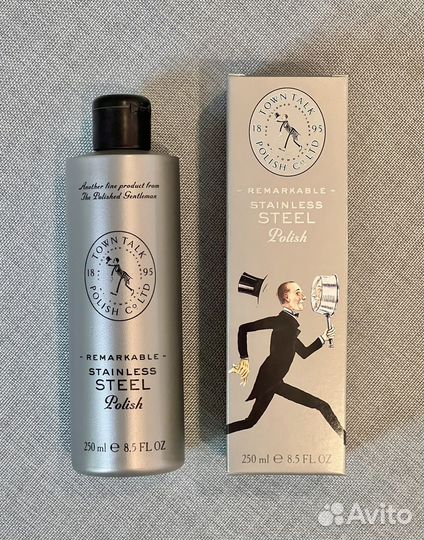 Another fine product from
The Polished Gentleman
TOWN TALK
18 95
POLISH Co LTD
- REMARKABLE -
STAINLESS
STEEL
Polish
250 ml e 8.5 FL OZ
TOWN TALK
18 95
POLISH Co LTD
- REMARKABLE -
STAINLESS
STEEL
Polish
250 ml e 8.5 FL OZ
Avito